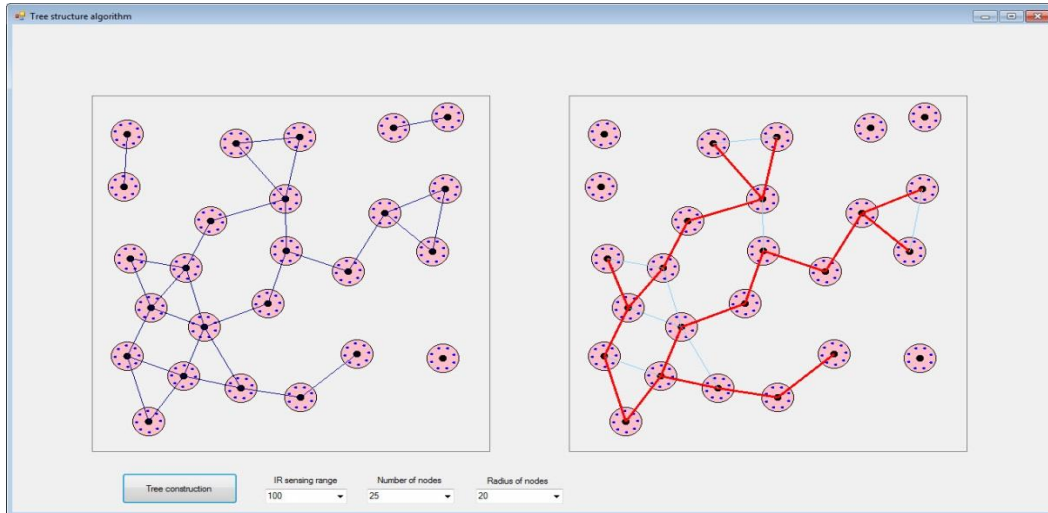 Tree structure algorithm
Tree construction
IR sensing range
100
Number of nodes
25
Radius of nodes
20